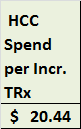 HCC
Spend
per Incr.
TRx
$ 20.44